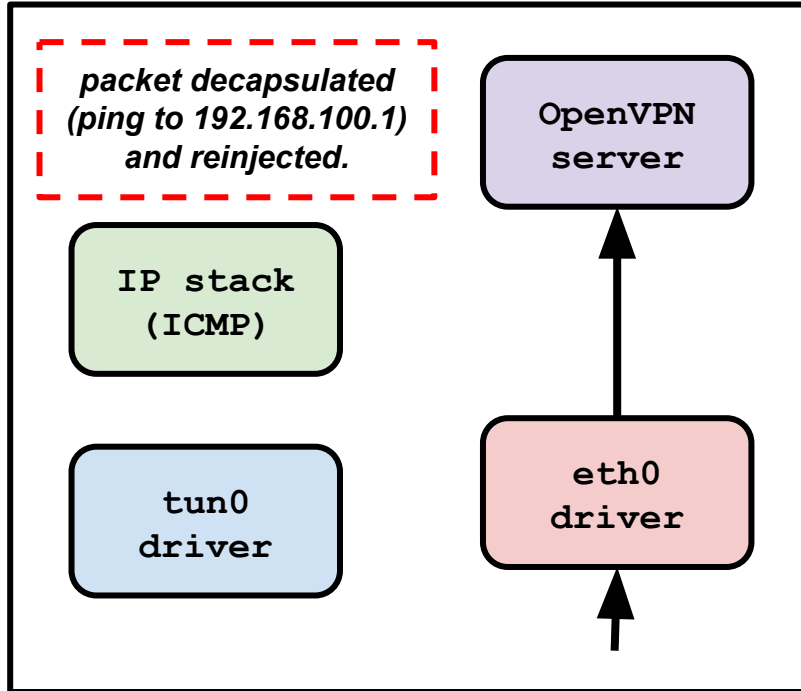 packet decapsulated
(ping to 192.168.100.1)
and reinjected.
OpenVPN
server
IP stack
(ICMP)
tun0
driver
eth0
driver